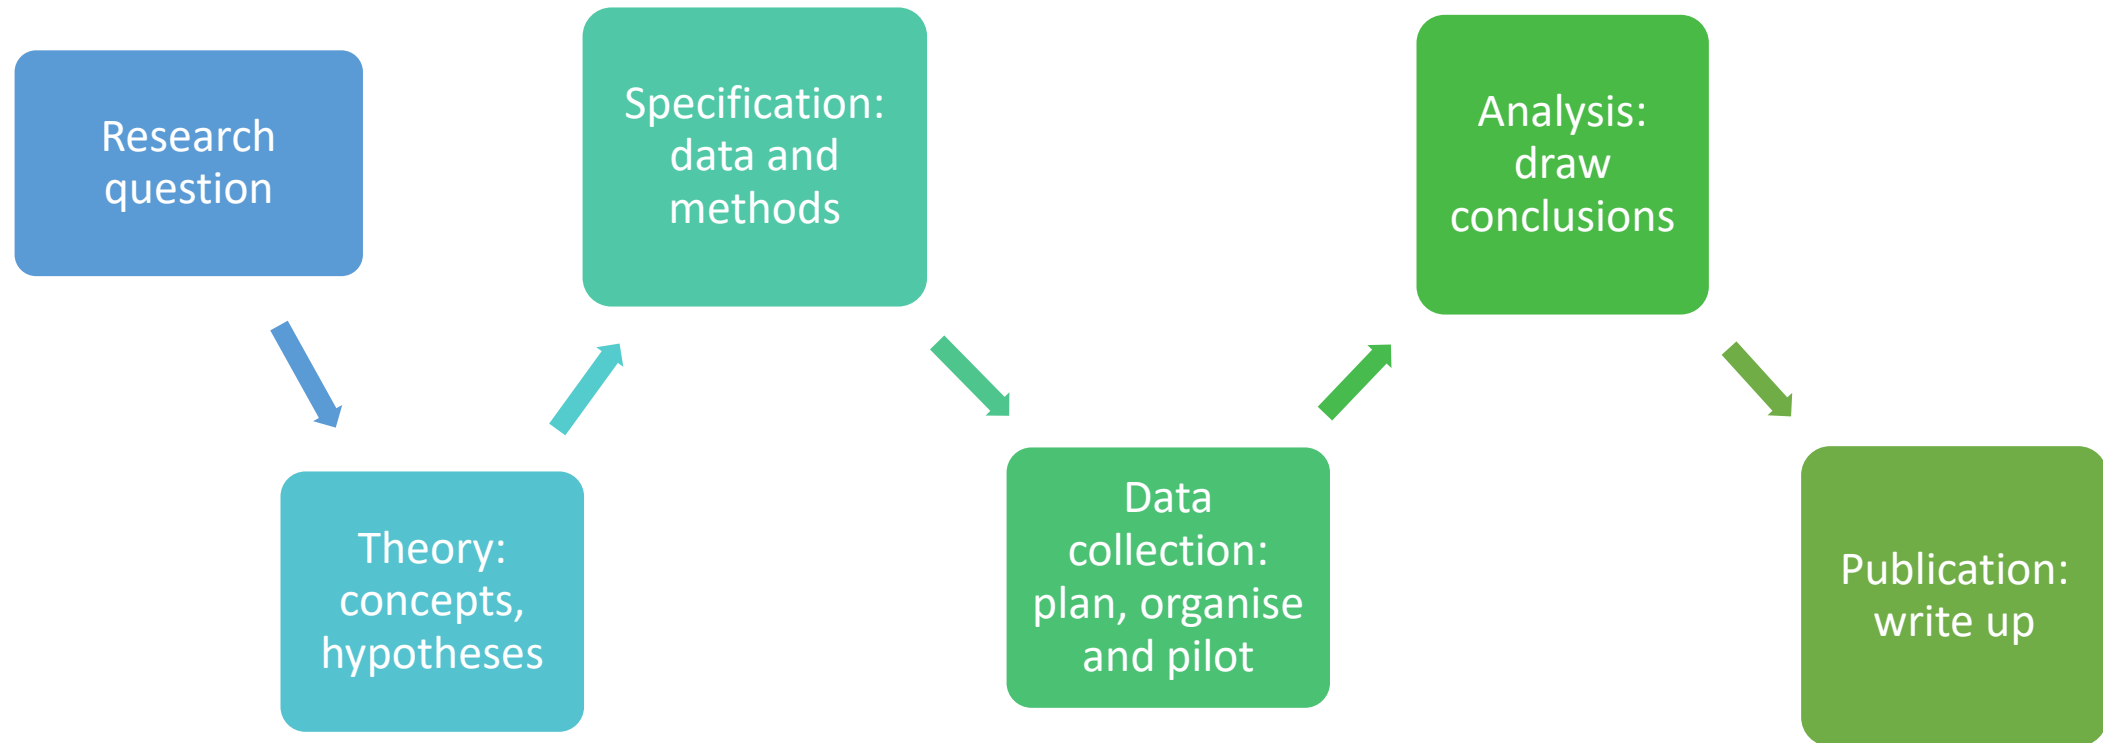 Research
question
Theory:
concepts,
hypotheses
Specification:
data and
methods
Data
collection:
plan, organise
and pilot
Analysis:
draw
conclusions
Publication:
write up